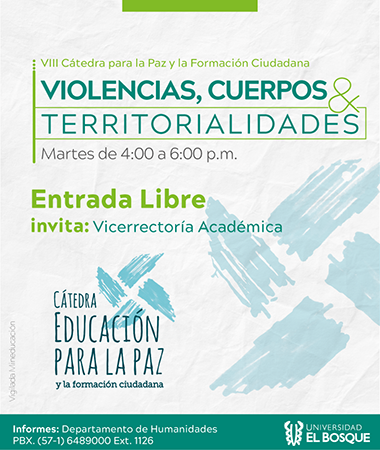 VIII Cátedra para la Paz y la Formación Ciudadana
VIOLENCIAS, CUERPOS &
TERRITORIALIDADES
Martes de 4:00 a 6:00 p.m.
Entrada Libre
invita: Vicerrectoría Académica
CÁTEDRA
EDUCACIÓN
PARA LA PAZ
y la formación ciudadana
Vigilada Mineducación
Informes: Departamento de Humanidades
PBX. (57-1) 6489000 Ext. 1126
UNIVERSIDAD
EL BOSQUE